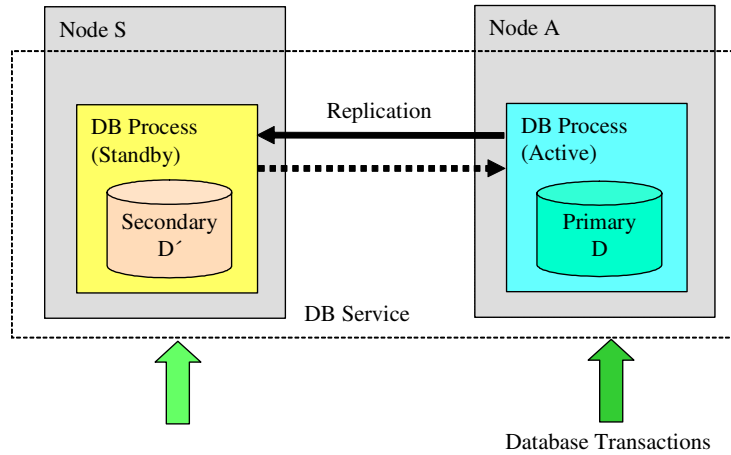 Node S
Node A
Replication
DB Process
(Standby)
DB Process
(Active)
Secondary
D´
Primary
D
DB Service
Database Transactions